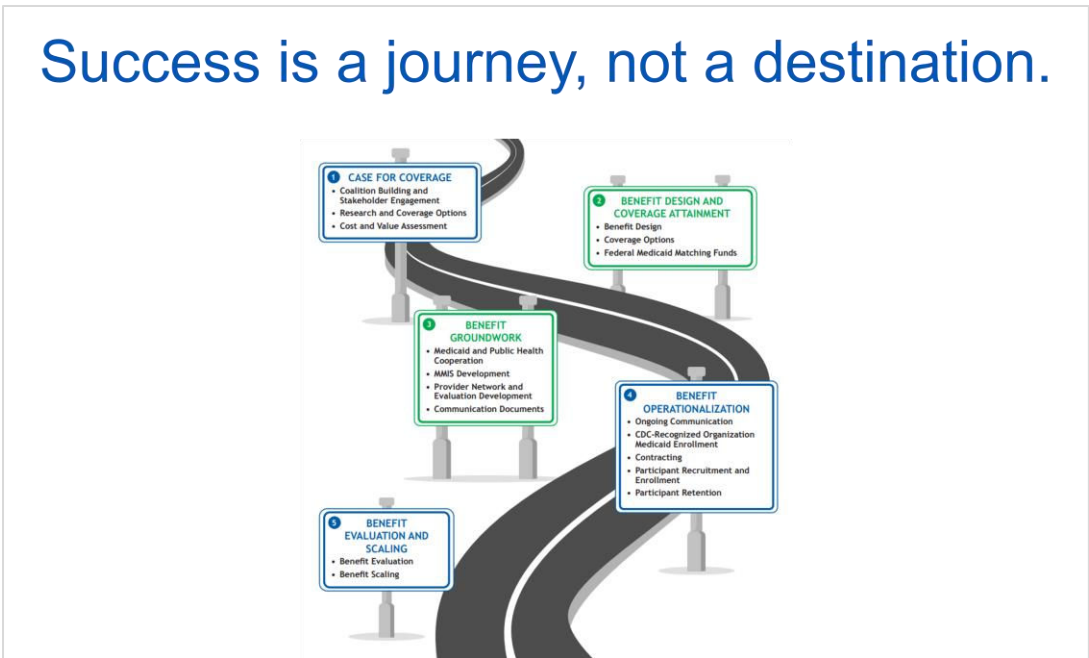 Success is a journey, not a destination.
1 CASE FOR COVERAGE
• Coalition Building and
Stakeholder Engagement
• Research and Coverage Options
• Cost and Value Assessment
2 BENEFIT DESIGN AND
COVERAGE ATTAINMENT
• Benefit Design
• Coverage Options
• Federal Medicaid Matching Funds
3 BENEFIT
GROUNDWORK
• Medicaid and Public Health
Cooperation
• MMIS Development
• Provider Network and
Evaluation Development
• Communication Documents
4 BENEFIT
OPERATIONALIZATION
• Ongoing Communication
• CDC-Recognized Organization
Medicaid Enrollment
• Contracting
• Participant Recruitment and
Enrollment
• Participant Retention
5 BENEFIT
EVALUATION AND
SCALING
• Benefit Evaluation
• Benefit Scaling